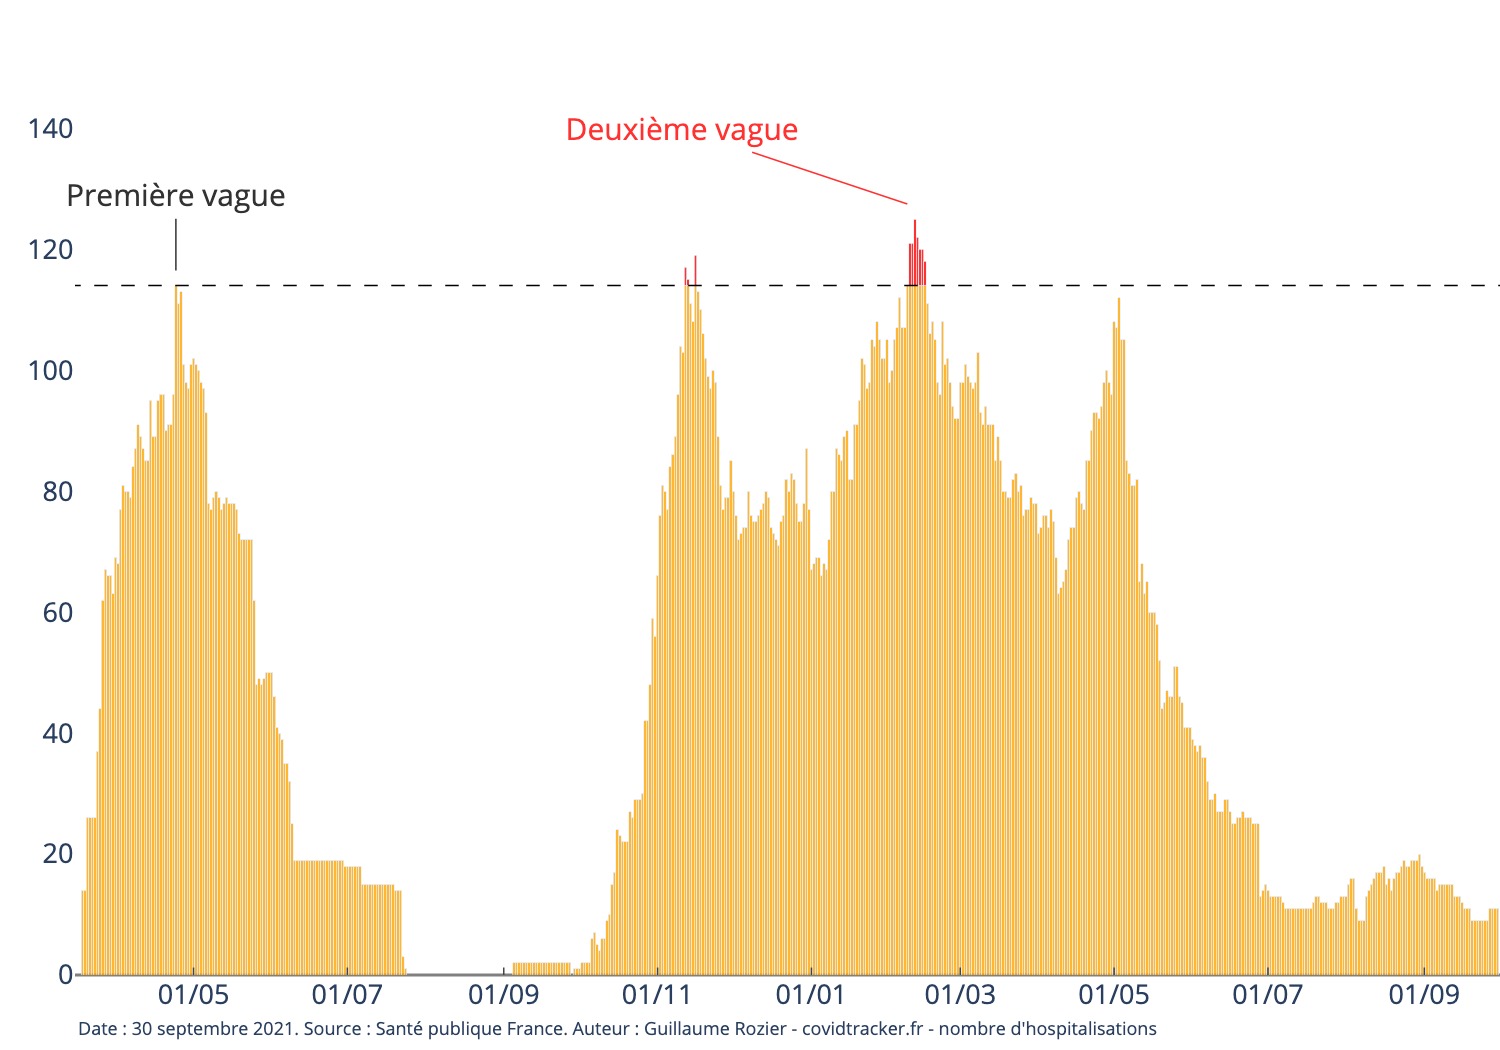 140
Deuxième vague
Première vague
120
100
80
60
40
20
0
01/05 01/07 01/09 01/11 01/01 01/03 01/05 01/07 01/09
Date : 30 septembre 2021. Source : Santé publique France. Auteur : Guillaume Rozier - covidtracker.fr - nombre d'hospitalisations